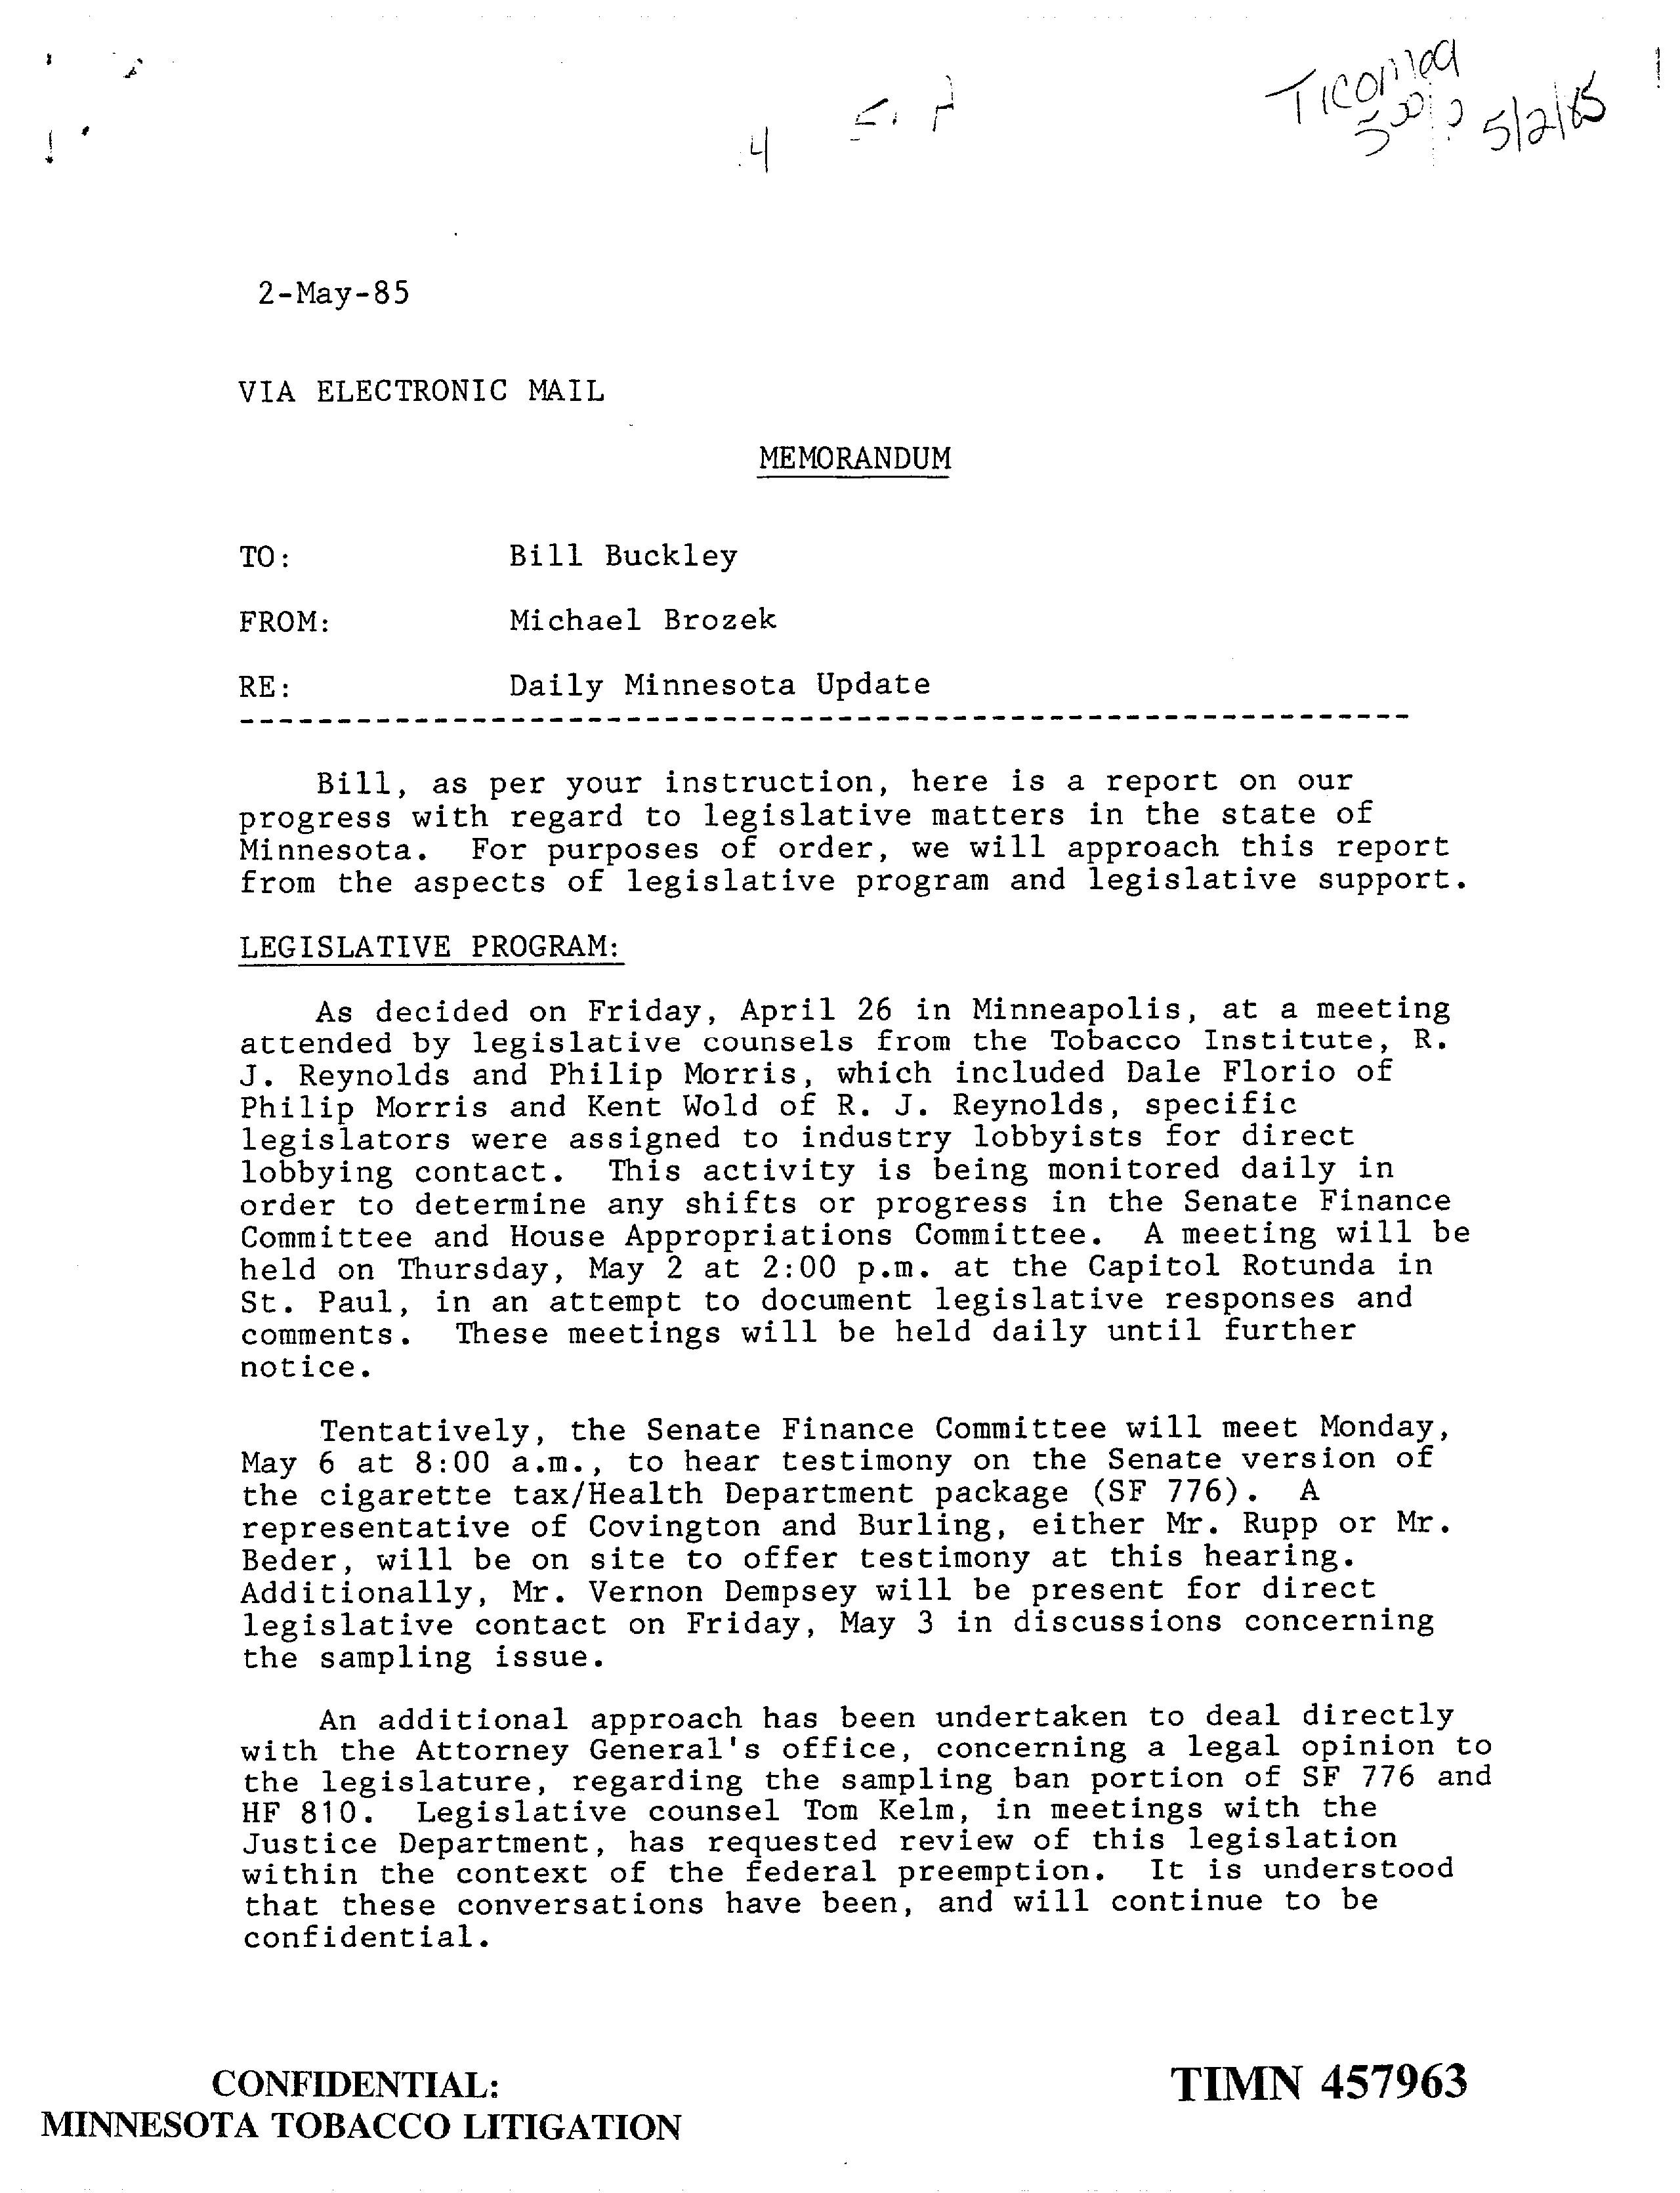 5/2/85
4
2-May-85
VIA ELECTRONIC MAIL
MEMORANDUM
TO: Bill Buckley
FROM: Michael Brozek
RE: Daily Minnesota Update
-------------------------------------------------------------
Bill, as per your instruction, here is a report on our
progress with regard to legislative matters in the state of
Minnesota. For purposes of order, we will approach this report
from the aspects of legislative program and legislative support.
LEGISLATIVE PROGRAM:
As decided on Friday, April 26 in Minneapolis, at a meeting
attended by legislative counsels from the Tobacco Institute, R.
J. Reynolds and Philip Morris, which included Dale Florio of
Philip Morris and Kent Wold of R. J. Reynolds, specific
legislators were assigned to industry lobbyists for direct
lobbying contact. This activity is being monitored daily in
order to determine any shifts or progress in the Senate Finance
Committee and House Appropriations Committee. A meeting will be
held on Thursday, May 2 at 2:00 p.m. at the Capitol Rotunda in
St. Paul, in an attempt to document legislative responses and
comments. These meetings will be held daily until further
notice.
Tentatively, the Senate Finance Committee will meet Monday,
May 6 at 8:00 a.m., to hear testimony on the Senate version of
the cigarette tax/Health Department package (SF 776). A
representative of Covington and Burling, either Mr. Rupp or Mr.
Beder, will be on site to offer testimony at this hearing.
Additionally, Mr. Vernon Dempsey will be present for direct
legislative contact on Friday, May 3 in discussions concerning
the sampling issue.
An additional approach has been undertaken to deal directly
with the Attorney General's office, concerning a legal opinion to
the legislature, regarding the sampling ban portion of SF 776 and
HF 810. Legislative counsel Tom Kelm, in meetings with the
Justice Department, has requested review of this legislation
within the context of the federal preemption. It is understood
that these conversations have been, and will continue to be
confidential.
CONFIDENTIAL:
MINNESOTA TOBACCO LITIGATION
TIMN 457963